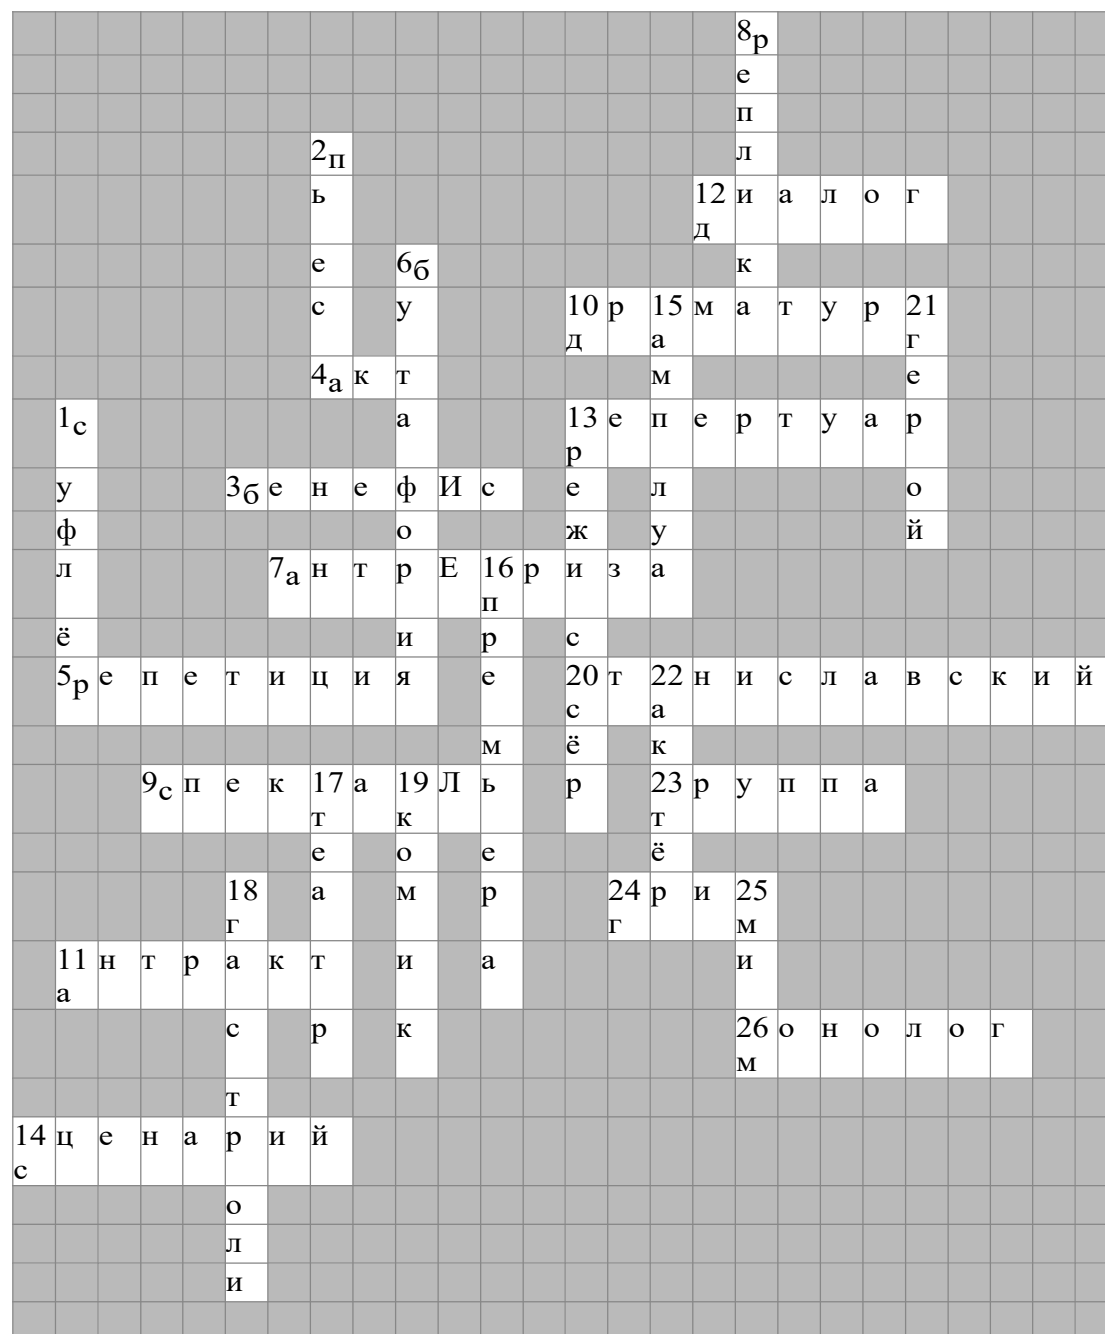 8р
е
п
2п л
ь 12д и а л о г
е 6б к
с у 10д р 15а м а т у р 21г
4а к т м е
1с а 13р е п е р т у а р
у 3б е н е ф И с е л о
ф о ж у й
л 7а н т р Е 16п р и з а
ё и р с
5р е п е т и ц и я е 20с т 22а н и с л а в с к и й
м ё к
9с п е к 17т а 19к Л ь р 23т р у п п а
е о е ё
18г а м р 24г р и 25м
11а н т р а к т и а и
с р к 26м о н о л о г
т
14с ц е н а р и й
о
л
и